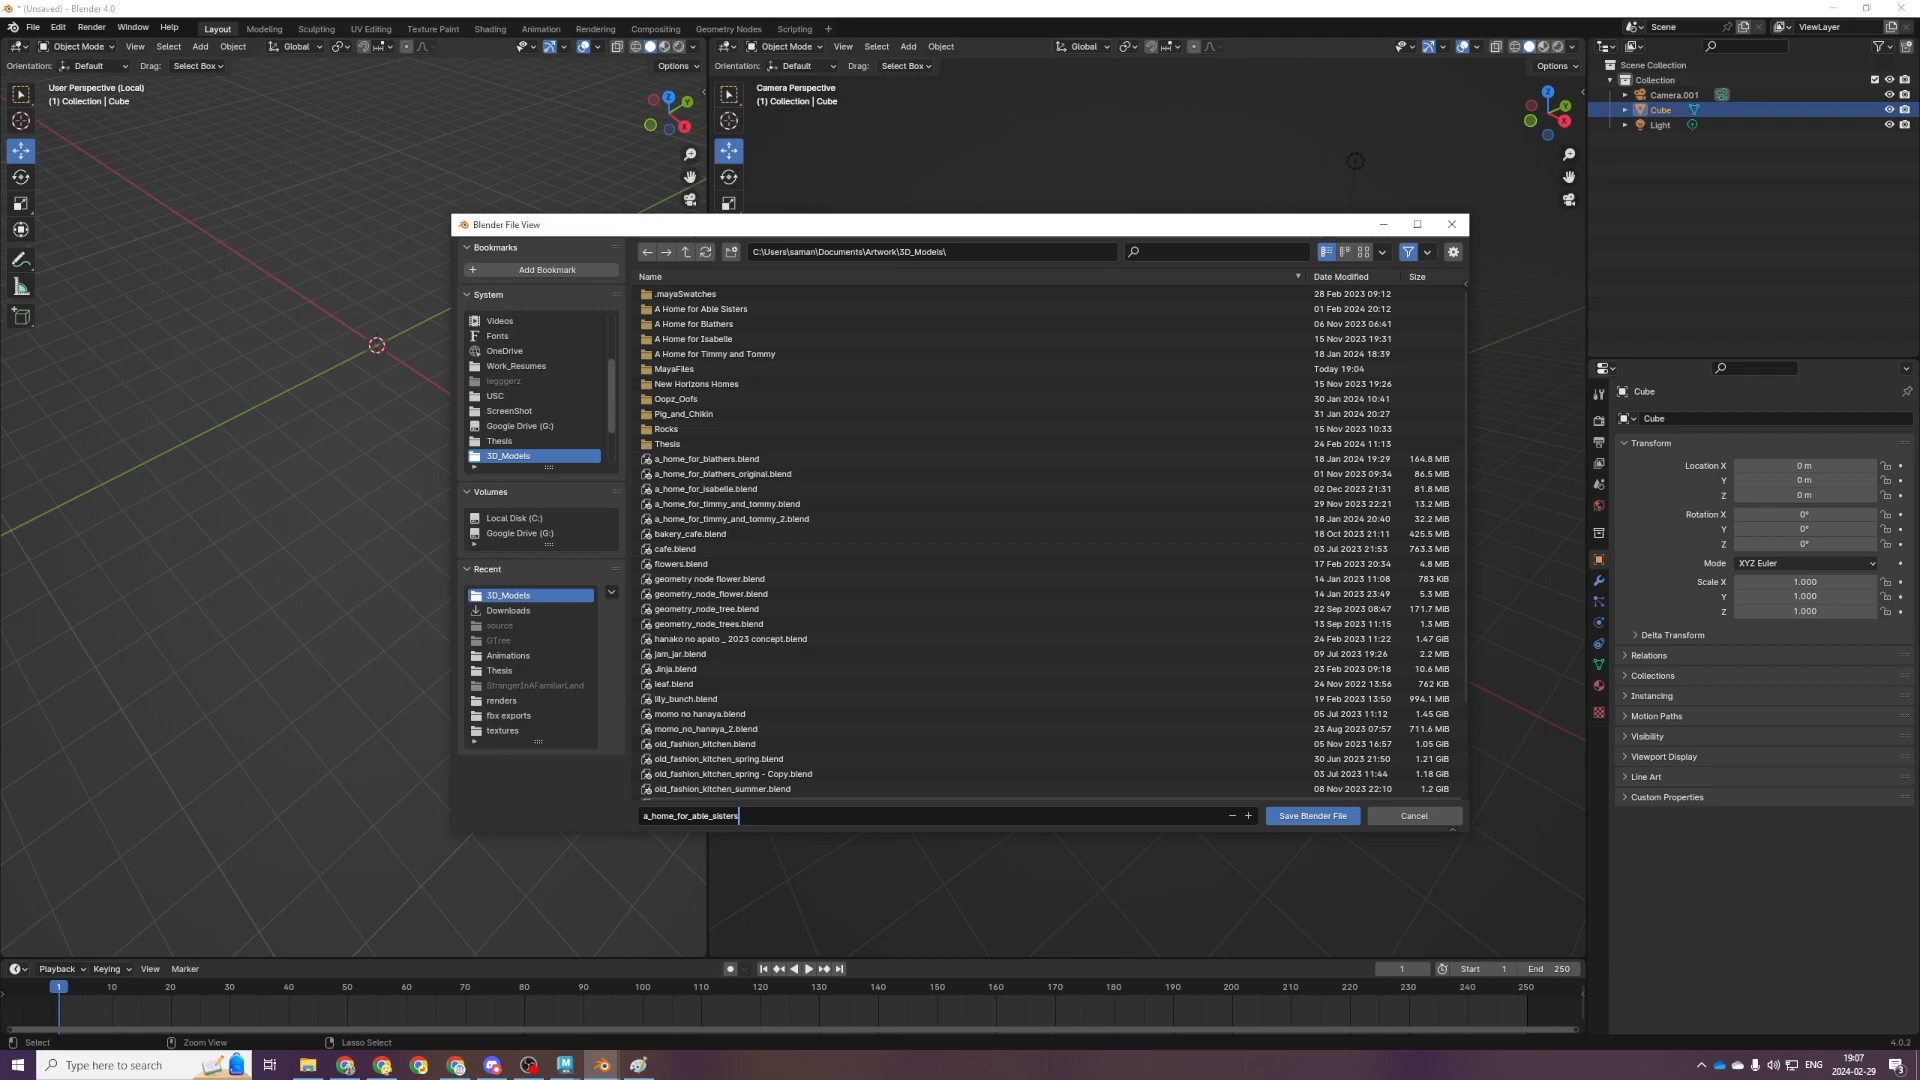 * (Unsaved) - Blender 4.0
File Edit Render Window Help Layout Modeling Sculpting UV Editing Texture Paint Shading Animation Rendering Compositing Geometry Nodes Scripting + Scene ViewLayer
Object Mode View Select Add Object Global Object Mode View Select Add Object Global
Orientation: Default Drag: Select Box Options Orientation: Default Drag: Select Box Options
User Perspective (Local)
(1) Collection | Cube
Camera Perspective
(1) Collection | Cube
Scene Collection
Collection
Camera.001
Cube
Light
Blender File View
Bookmarks
Add Bookmark
System
Videos
Fonts
OneDrive
Work_Resumes
legggerz
USC
ScreenShot
Google Drive (G:)
Thesis
3D_Models
Volumes
Local Disk (C:)
Google Drive (G:)
Recent
3D_Models
Downloads
source
GTree
Animations
Thesis
StrangerInAFamiliarLand
renders
fbx exports
textures
C:\Users\saman\Documents\Artwork\3D_Models\
Name Date Modified Size
.mayaSwatches 28 Feb 2023 09:12
A Home for Able Sisters 01 Feb 2024 20:12
A Home for Blathers 06 Nov 2023 06:41
A Home for Isabelle 15 Nov 2023 19:31
A Home for Timmy and Tommy 18 Jan 2024 18:39
MayaFiles Today 19:04
New Horizons Homes 15 Nov 2023 19:26
Oopz_Oofs 30 Jan 2024 10:41
Pig_and_Chikin 31 Jan 2024 20:27
Rocks 15 Nov 2023 10:33
Thesis 24 Feb 2024 11:13
a_home_for_blathers.blend 18 Jan 2024 19:29 164.8 MiB
a_home_for_blathers_original.blend 01 Nov 2023 09:34 86.5 MiB
a_home_for_isabelle.blend 02 Dec 2023 21:31 81.8 MiB
a_home_for_timmy_and_tommy.blend 29 Nov 2023 22:21 13.2 MiB
a_home_for_timmy_and_tommy_2.blend 18 Jan 2024 20:40 32.2 MiB
bakery_cafe.blend 18 Oct 2023 21:11 425.5 MiB
cafe.blend 03 Jul 2023 21:53 763.3 MiB
flowers.blend 17 Feb 2023 20:34 4.8 MiB
geometry node flower.blend 14 Jan 2023 11:08 783 KiB
geometry_node_flower.blend 14 Jan 2023 23:49 5.3 MiB
geometry_node_tree.blend 22 Sep 2023 08:47 171.7 MiB
geometry_node_trees.blend 13 Sep 2023 11:15 1.3 MiB
hanako no apato _ 2023 concept.blend 24 Feb 2023 11:22 1.47 GiB
jam_jar.blend 09 Jul 2023 19:26 2.2 MiB
Jinja.blend 23 Feb 2023 09:18 10.6 MiB
leaf.blend 24 Nov 2022 13:56 762 KiB
lily_bunch.blend 19 Feb 2023 13:50 994.1 MiB
momo no hanaya.blend 05 Jul 2023 11:12 1.45 GiB
momo_no_hanaya_2.blend 23 Aug 2023 07:57 711.6 MiB
old_fashion_kitchen.blend 05 Nov 2023 16:57 1.05 GiB
old_fashion_kitchen_spring.blend 30 Jun 2023 21:50 1.21 GiB
old_fashion_kitchen_spring - Copy.blend 03 Jul 2023 11:44 1.18 GiB
old_fashion_kitchen_summer.blend 08 Nov 2023 22:10 1.2 GiB
a_home_for_able_sisters - + Save Blender File Cancel
Cube
Cube
Transform
Location X 0 m
Y 0 m
Z 0 m
Rotation X 0°
Y 0°
Z 0°
Mode XYZ Euler
Scale X 1.000
Y 1.000
Z 1.000
Delta Transform
Relations
Collections
Instancing
Motion Paths
Visibility
Viewport Display
Line Art
Custom Properties
Playback Keying View Marker 1 Start 1 End 250
1 10 20 30 40 50 60 70 80 90 100 110 120 130 140 150 160 170 180 190 200 210 220 230 240 250
Select Zoom View Lasso Select 4.0.2
Type here to search ENG 19:07
2024-02-29 3